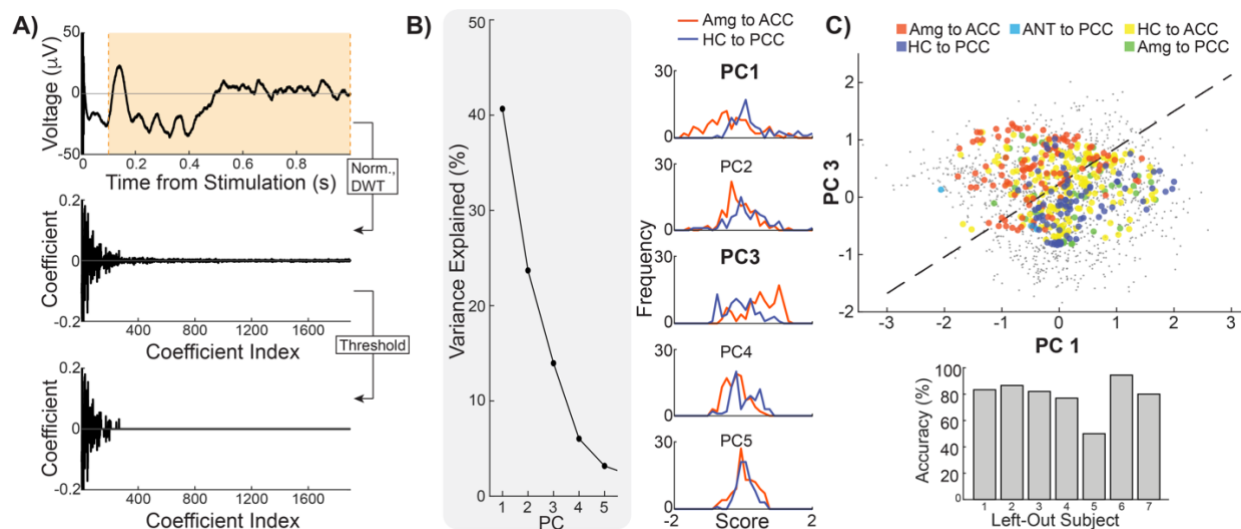 A)
Voltage (µV)
50
0
-50
0 0.2 0.4 0.6 0.8
Time from Stimulation (s)
Norm.,
DWT
Coefficient
0.2
0
-0.2
400 800 1200 1600
Coefficient Index
Threshold
Coefficient
0.2
0
-0.2
400 800 1200 1600
Coefficient Index
B)
Variance Explained (%)
50
40
30
20
10
0
1 2 3 4 5
PC
Amg to ACC
HC to PCC
Frequency
30
PC1
0
30
PC2
0
30
PC3
0
30
PC4
0
30
PC5
0
-2 Score 2
C)
Amg to ACC ANT to PCC HC to ACC
HC to PCC Amg to PCC
PC 3
2
1
0
-1
-2
-3 -2 -1 0 1 2 3
PC 1
Accuracy (%)
100
80
60
40
20
0
1 2 3 4 5 6 7
Left-Out Subject